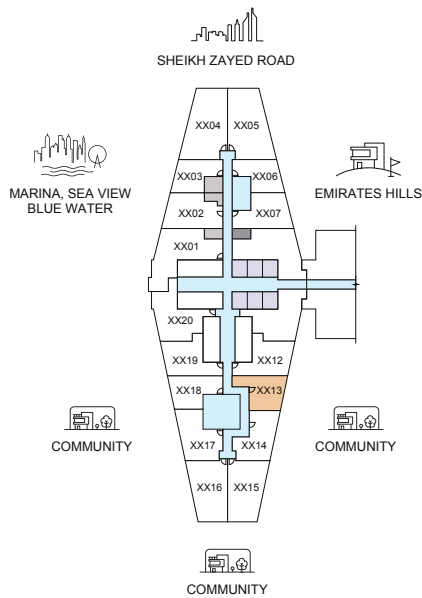 SHEIKH ZAYED ROAD
XX04
XX05
MARINA, SEA VIEW
BLUE WATER
XX03
XX06
EMIRATES HILLS
XX02
XX07
XX01
XX20
XX19
XX12
XX18
XX13
COMMUNITY
COMMUNITY
XX17
XX14
XX16
XX15
COMMUNITY